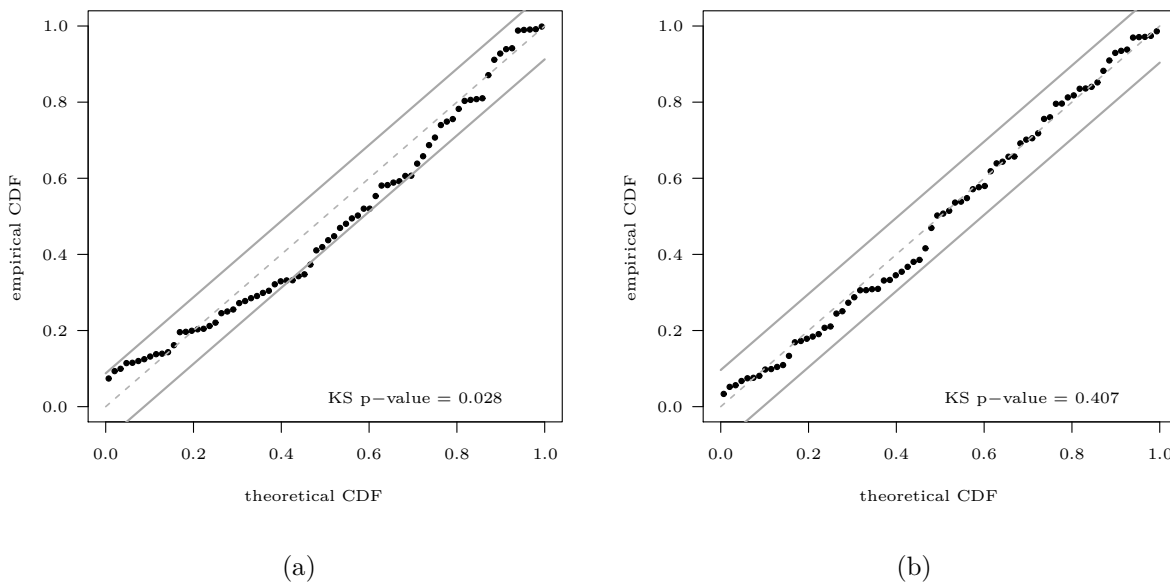 1.0
0.8
0.6
0.4
0.2
0.0
empirical CDF
KS p−value = 0.028
0.0 0.2 0.4 0.6 0.8 1.0
theoretical CDF
(a)
1.0
0.8
0.6
0.4
0.2
0.0
empirical CDF
KS p−value = 0.407
0.0 0.2 0.4 0.6 0.8 1.0
theoretical CDF
(b)